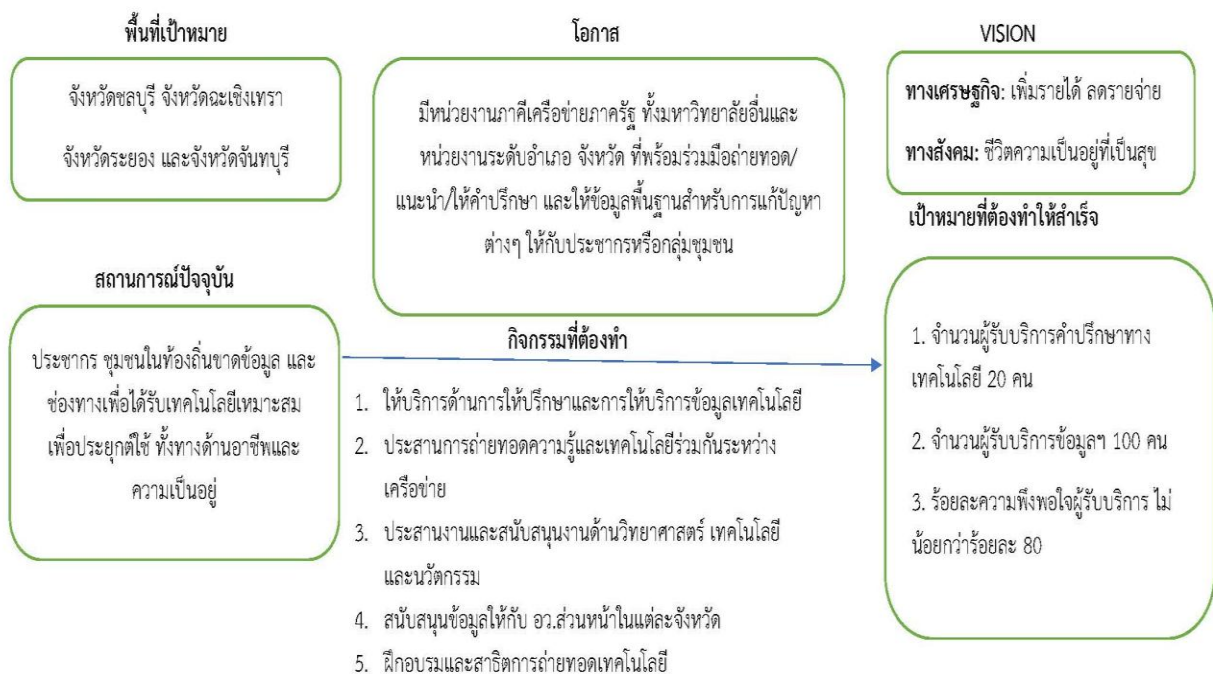 พื้นที่เป้าหมาย
จังหวัดชลบุรี จังหวัดฉะเชิงเทรา
จังหวัดระยอง และจังหวัดจันทบุรี
โอกาส
มีหน่วยงานภาคีเครือข่ายภาครัฐ ทั้งมหาวิทยาลัยอื่นและ
หน่วยงานระดับอำเภอ จังหวัด ที่พร้อมร่วมมือถ่ายทอด/
แนะนำ/ให้คำปรึกษา และให้ข้อมูลพื้นฐานสำหรับการแก้ปัญหา
ต่างๆ ให้กับประชากรหรือกลุ่มชุมชน
VISION
ทางเศรษฐกิจ: เพิ่มรายได้ ลดรายจ่าย
ทางสังคม: ชีวิตความเป็นอยู่ที่เป็นสุข
สถานการณ์ปัจจุบัน
ประชากร ชุมชนในท้องถิ่นขาดข้อมูล และ
ช่องทางเพื่อได้รับเทคโนโลยีเหมาะสม
เพื่อประยุกต์ใช้ ทั้งทางด้านอาชีพและ
ความเป็นอยู่
กิจกรรมที่ต้องทำ
1. ให้บริการด้านการให้ปรึกษาและการให้บริการข้อมูลเทคโนโลยี
2. ประสานการถ่ายทอดความรู้และเทคโนโลยีร่วมกันระหว่าง
เครือข่าย
3. ประสานงานและสนับสนุนงานด้านวิทยาศาสตร์ เทคโนโลยี
และนวัตกรรม
4. สนับสนุนข้อมูลให้กับ อว.ส่วนหน้าในแต่ละจังหวัด
5. ฝึกอบรมและสาธิตการถ่ายทอดเทคโนโลยี
เป้าหมายที่ต้องทำให้สำเร็จ
1. จำนวนผู้รับบริการคำปรึกษาทาง
เทคโนโลยี 20 คน
2. จำนวนผู้รับบริการข้อมูลฯ 100 คน
3. ร้อยละความพึงพอใจผู้รับบริการ ไม่
น้อยกว่าร้อยละ 80